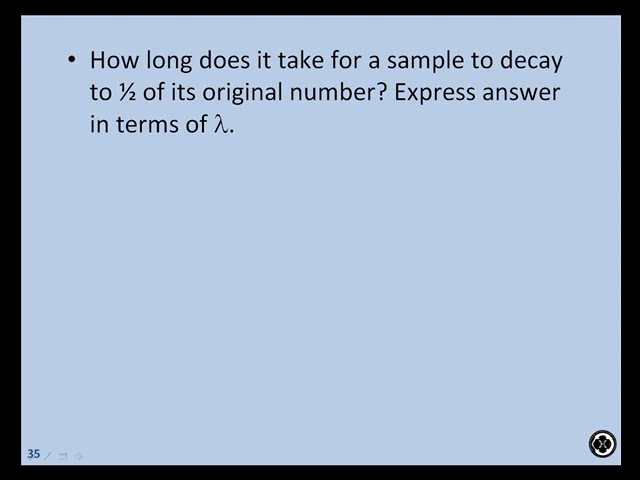 • How long does it take for a sample to decay
to ½ of its original number? Express answer
in terms of λ.
35